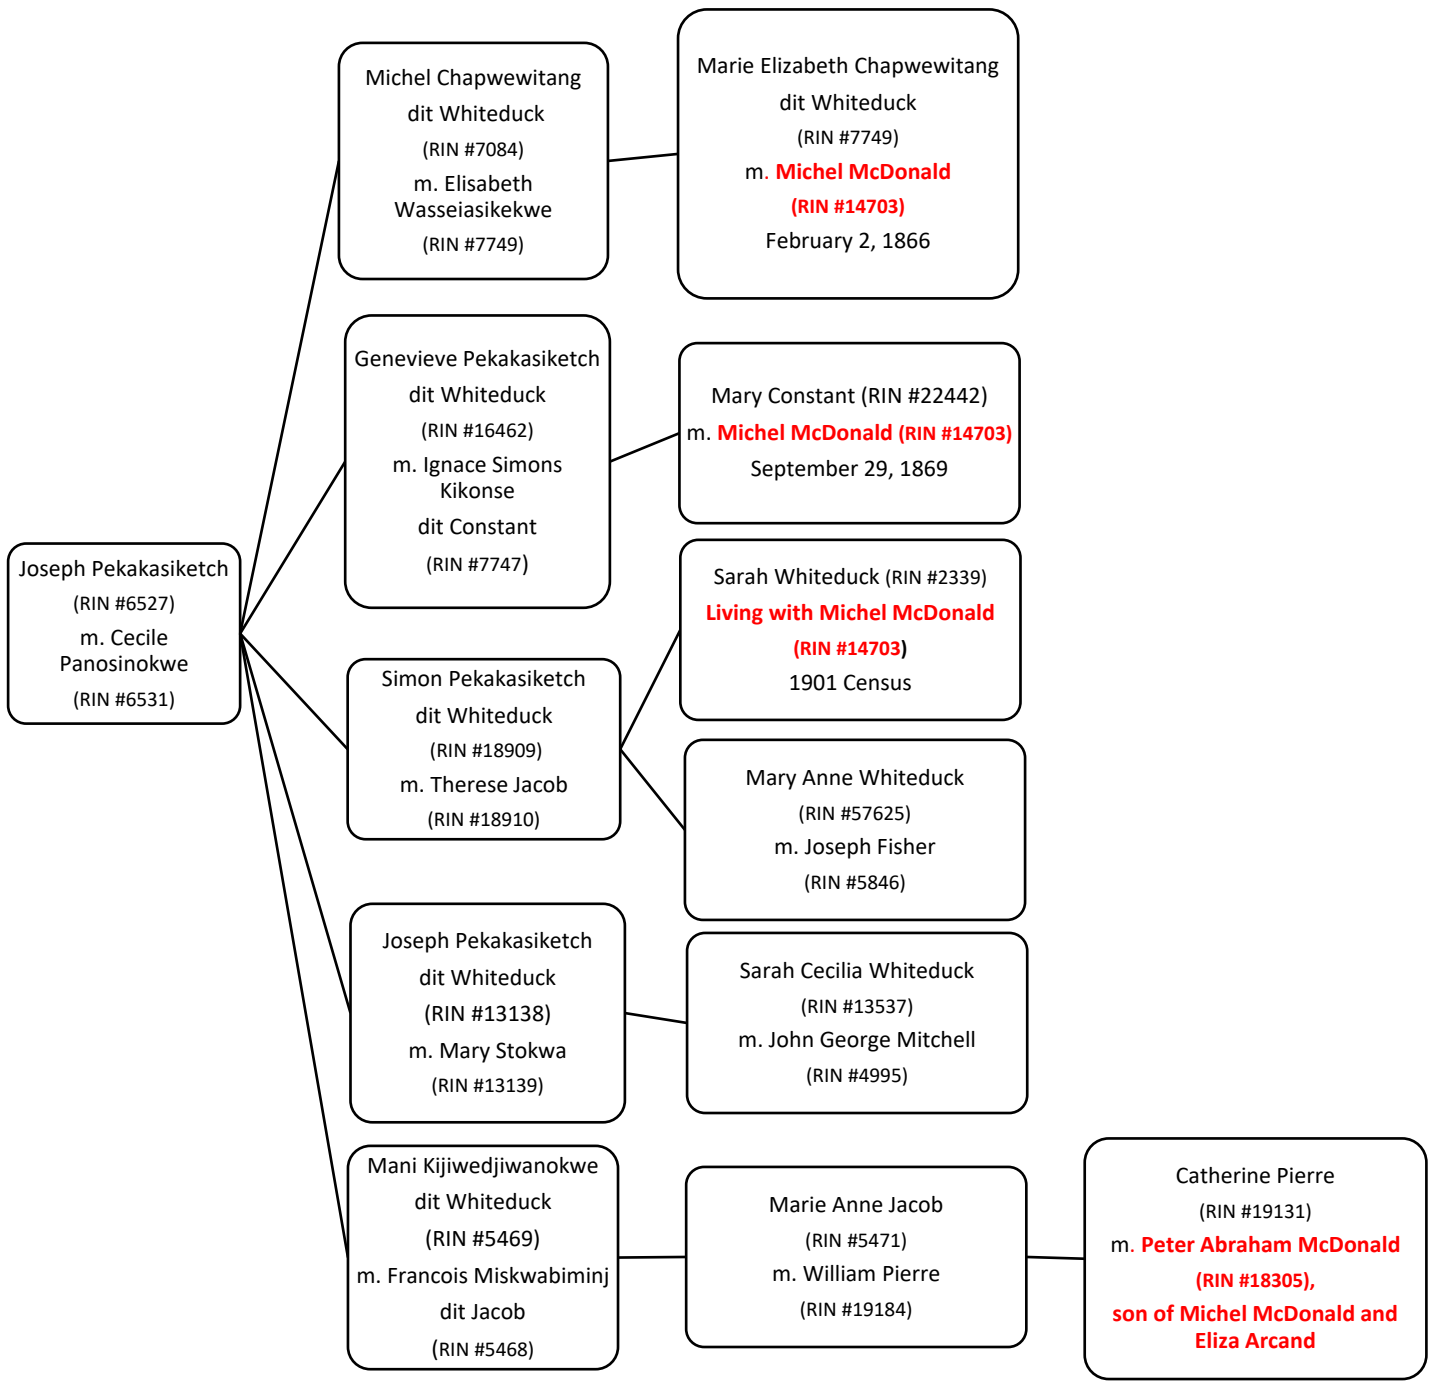 Joseph Pekakasiketch
(RIN #6527)
m. Cecile
Panosinokwe
(RIN #6531)
Michel Chapwewitang
dit Whiteduck
(RIN #7084)
m. Elisabeth
Wasseiasikekwe
(RIN #7749)
Marie Elizabeth Chapwewitang
dit Whiteduck
(RIN #7749)
m. Michel McDonald
(RIN #14703)
February 2, 1866
Genevieve Pekakasiketch
dit Whiteduck
(RIN #16462)
m. Ignace Simons
Kikonse
dit Constant
(RIN #7747)
Mary Constant (RIN #22442)
m. Michel McDonald (RIN #14703)
September 29, 1869
Simon Pekakasiketch
dit Whiteduck
(RIN #18909)
m. Therese Jacob
(RIN #18910)
Sarah Whiteduck (RIN #2339)
Living with Michel McDonald
(RIN #14703)
1901 Census
Mary Anne Whiteduck
(RIN #57625)
m. Joseph Fisher
(RIN #5846)
Joseph Pekakasiketch
dit Whiteduck
(RIN #13138)
m. Mary Stokwa
(RIN #13139)
Sarah Cecilia Whiteduck
(RIN #13537)
m. John George Mitchell
(RIN #4995)
Mani Kijiwedjiwanokwe
dit Whiteduck
(RIN #5469)
m. Francois Miskwabiminj
dit Jacob
(RIN #5468)
Marie Anne Jacob
(RIN #5471)
m. William Pierre
(RIN #19184)
Catherine Pierre
(RIN #19131)
m. Peter Abraham McDonald
(RIN #18305),
son of Michel McDonald and
Eliza Arcand